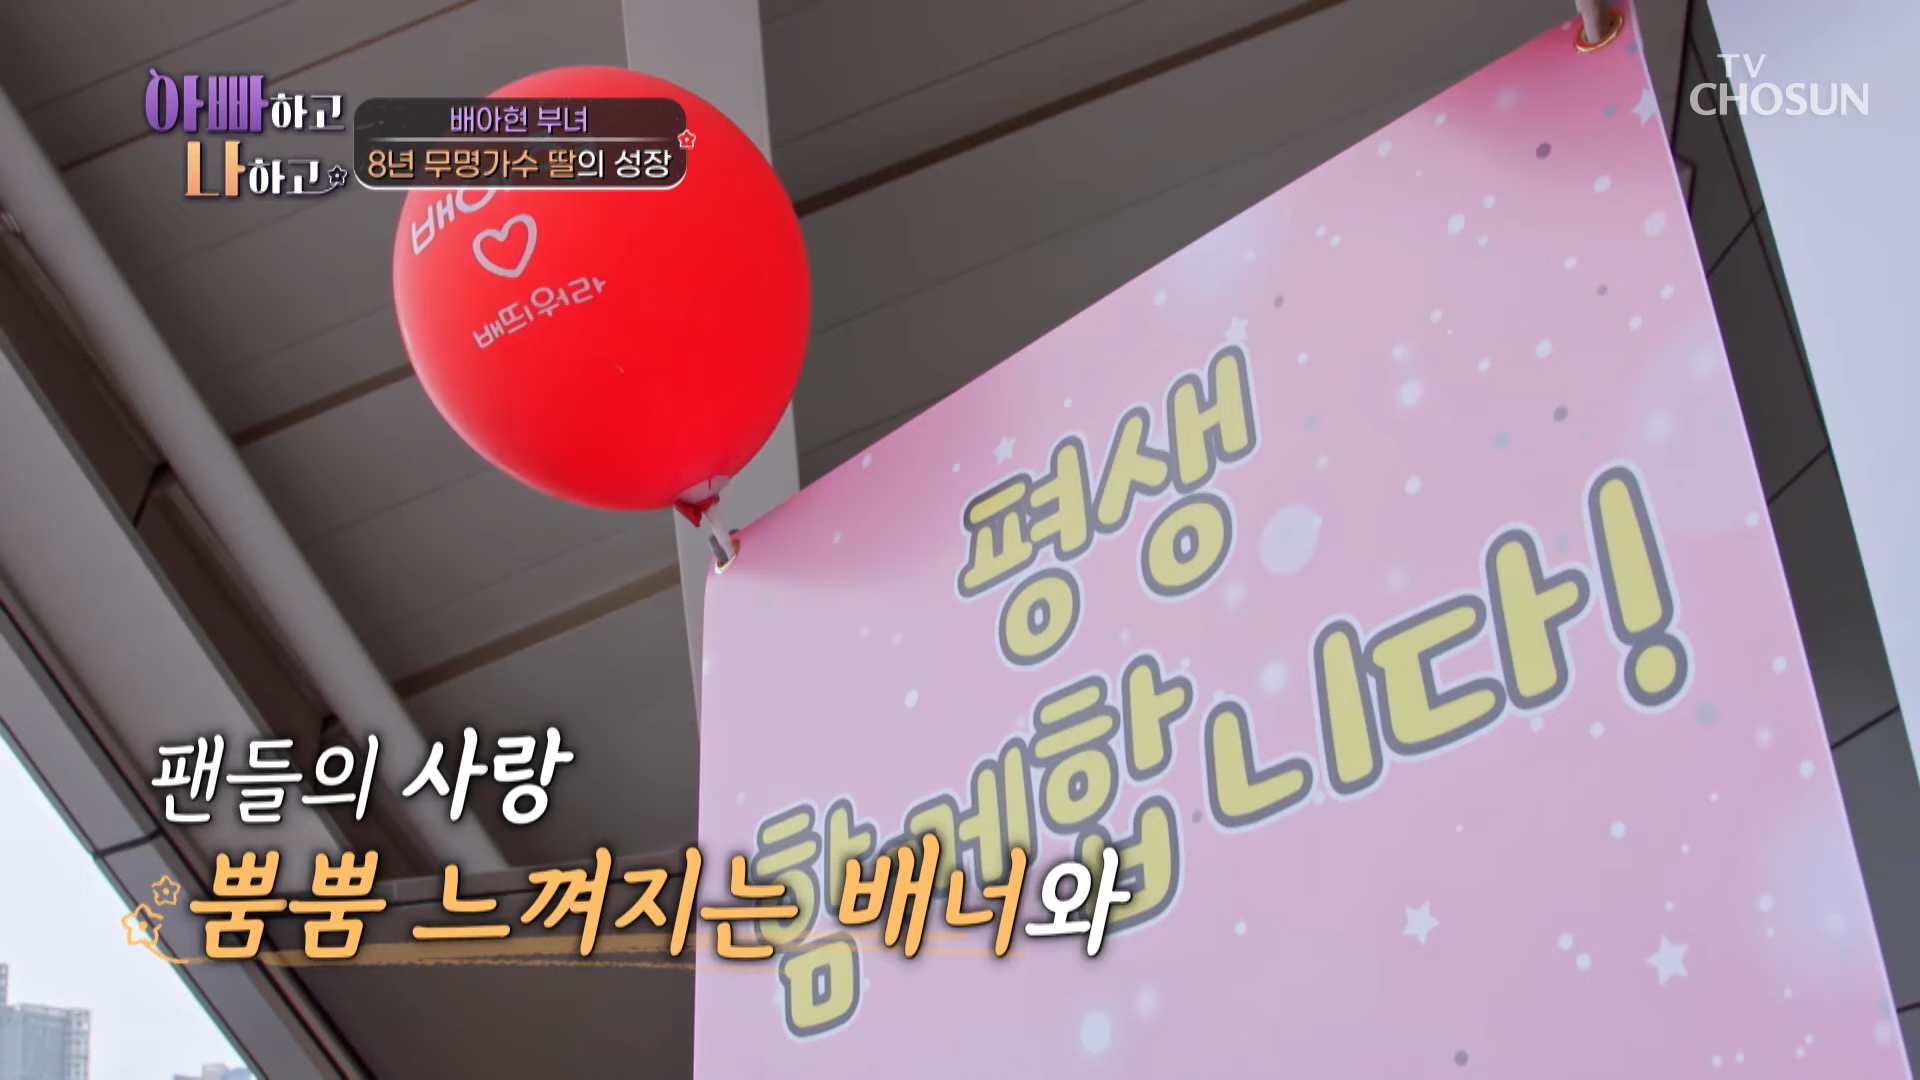 TV
CHOSUN
아빠하고
나하고
배아현 부녀
8년 무명가수 딸의 성장
배띄워라
평생
함께합니다!
팬들의 사랑
뿜뿜 느껴지는 배너와